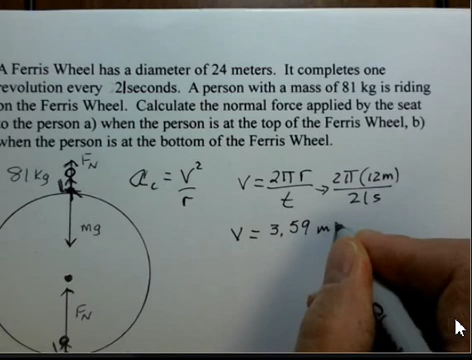 A Ferris Wheel has a diameter of 24 meters. It completes one
revolution every 21 seconds. A person with a mass of 81 kg is riding
on the Ferris Wheel. Calculate the normal force applied by the seat
to the person a) when the person is at the top of the Ferris Wheel, b)
when the person is at the bottom of the Ferris Wheel.
81 kg F_N a_c = v²/r v = 2πr/t → 2π(12m)/21s
mg v = 3.59 m
F_N